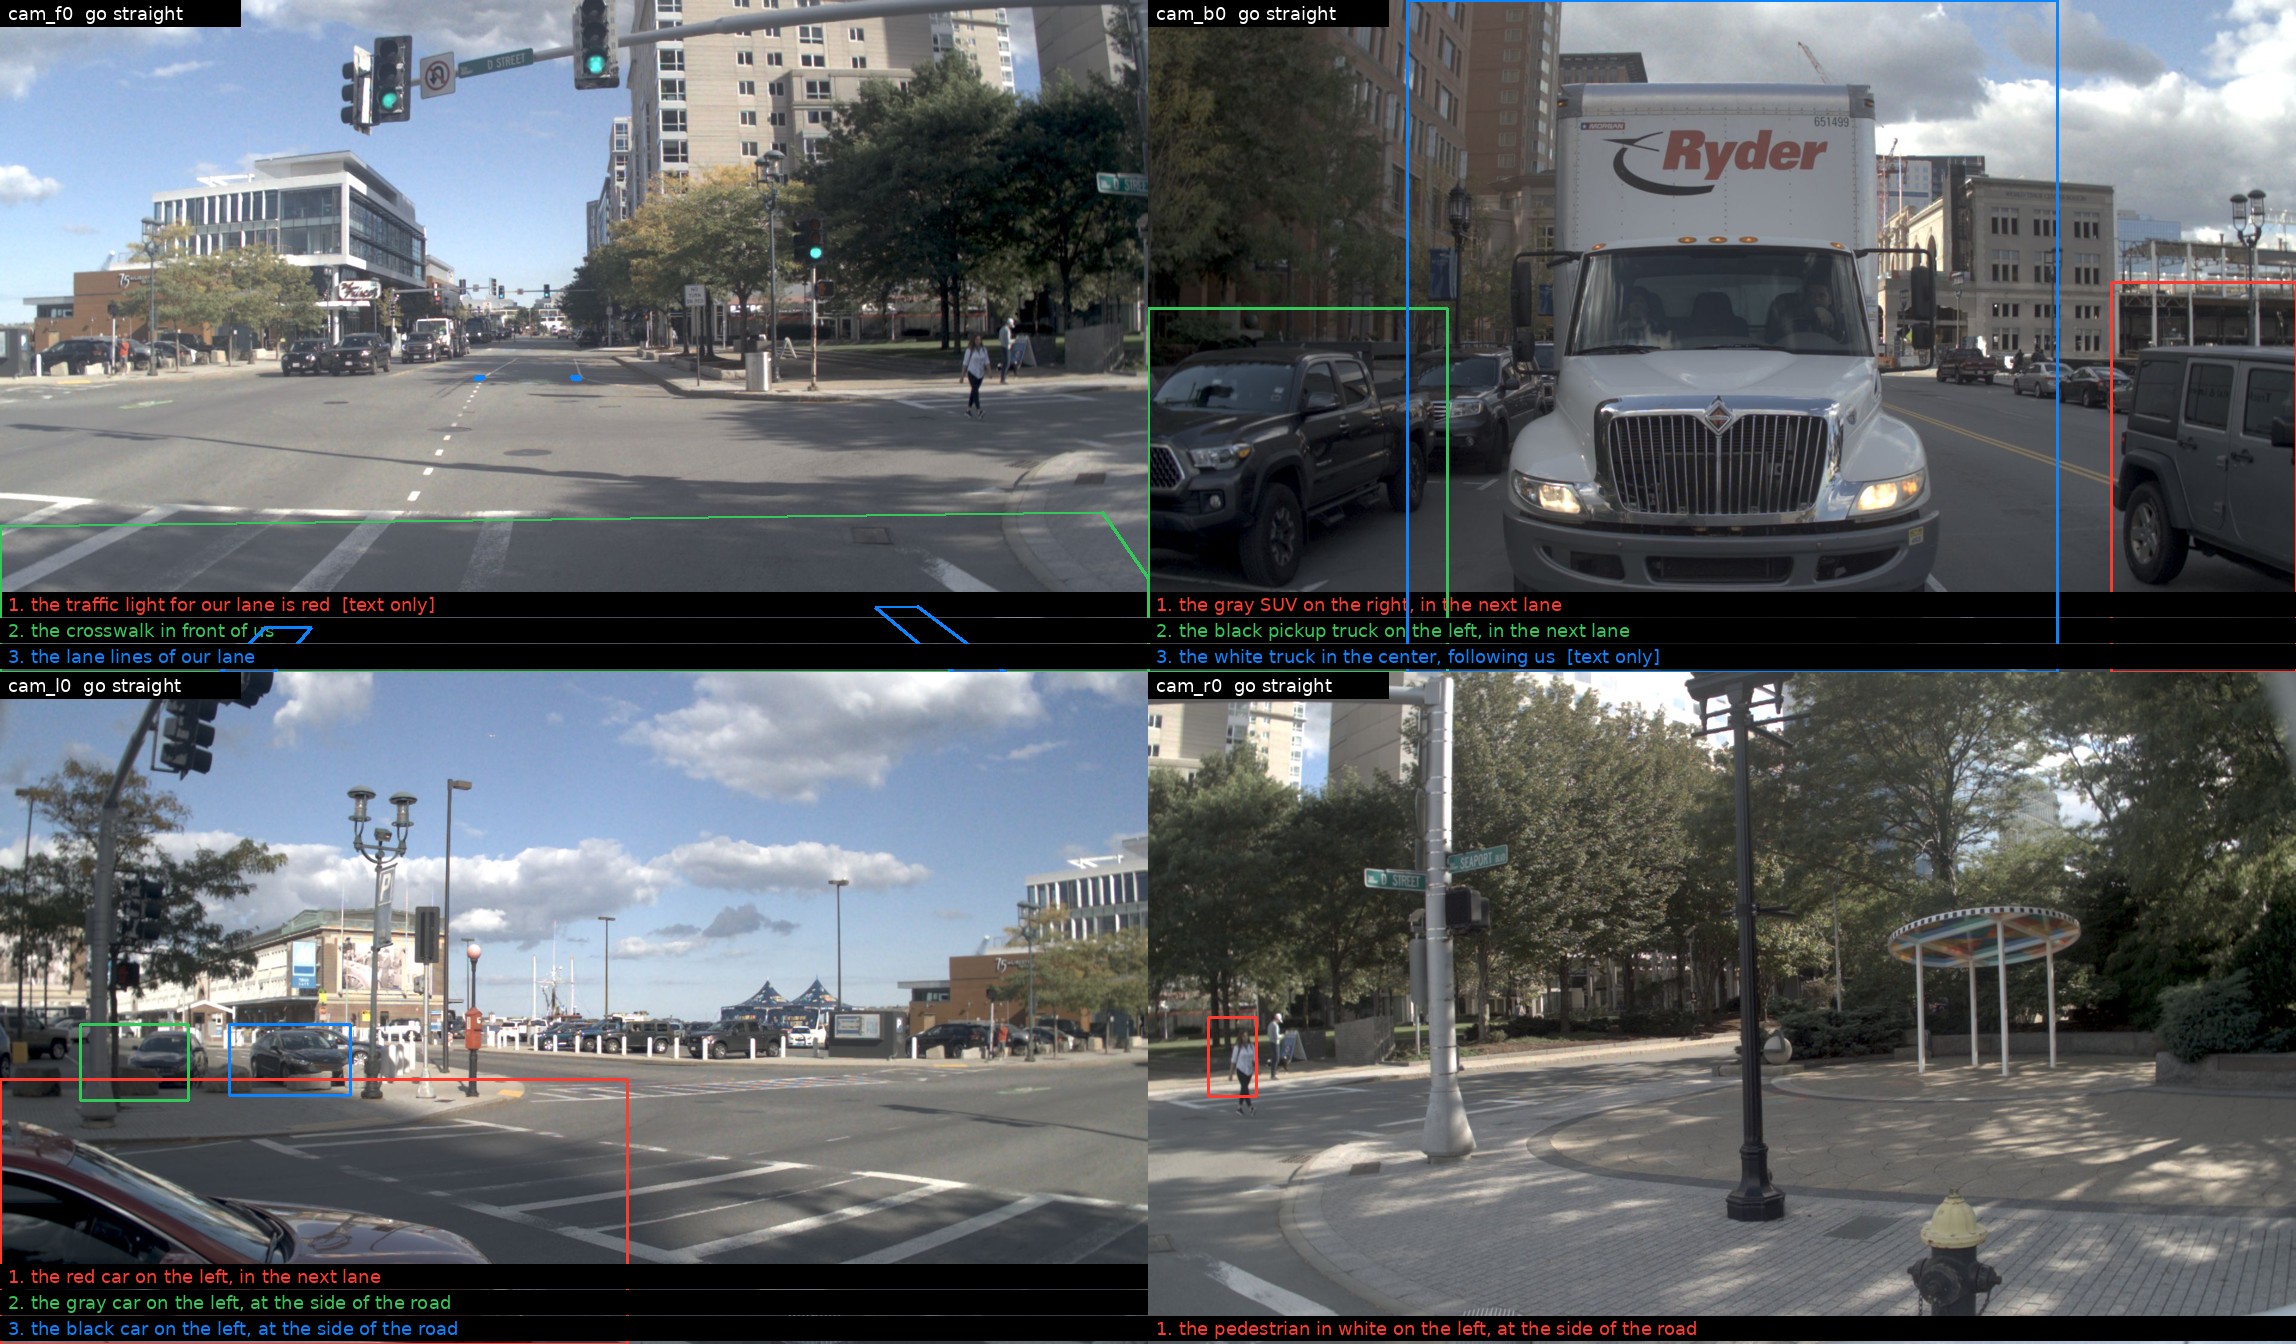 cam_f0 go straight
D STREET
D STREE
75
1. the traffic light for our lane is red [text only]
2. the crosswalk in front of us
3. the lane lines of our lane
cam_b0 go straight
MORGAN
651499
Ryder
1. the gray SUV on the right, in the next lane
2. the black pickup truck on the left, in the next lane
3. the white truck in the center, following us [text only]
cam_l0 go straight
P
75
1. the red car on the left, in the next lane
2. the gray car on the left, at the side of the road
3. the black car on the left, at the side of the road
cam_r0 go straight
SEAPORT BLVD
D STREET
1. the pedestrian in white on the left, at the side of the road